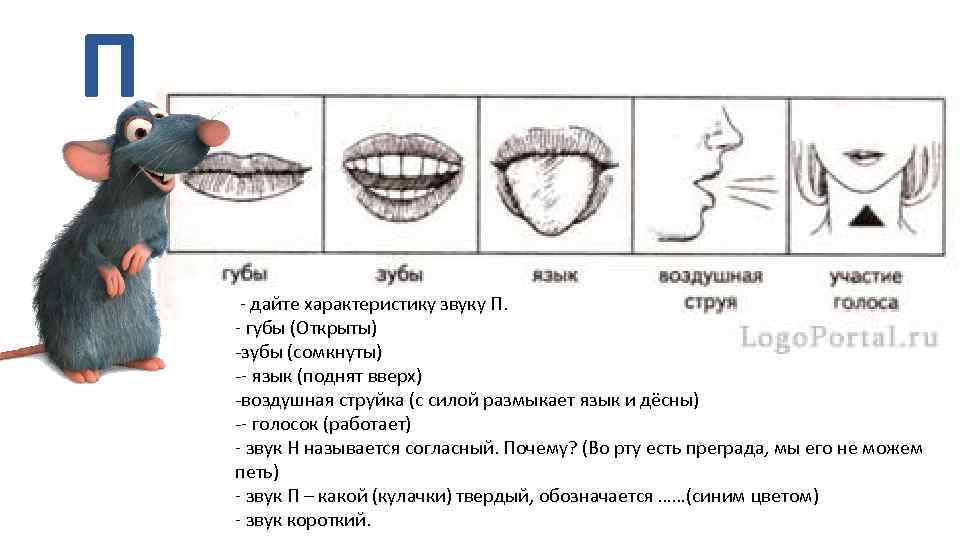 П
губы зубы язык воздушная струя участие голоса
- дайте характеристику звуку П.
- губы (Открыты)
-зубы (сомкнуты)
-- язык (поднят вверх)
-воздушная струйка (с силой размыкает язык и дёсны)
-- голосок (работает)
- звук Н называется согласный. Почему? (Во рту есть преграда, мы его не можем
петь)
- звук П – какой (кулачки) твердый, обозначается ……(синим цветом)
- звук короткий.
LogoPortal.ru